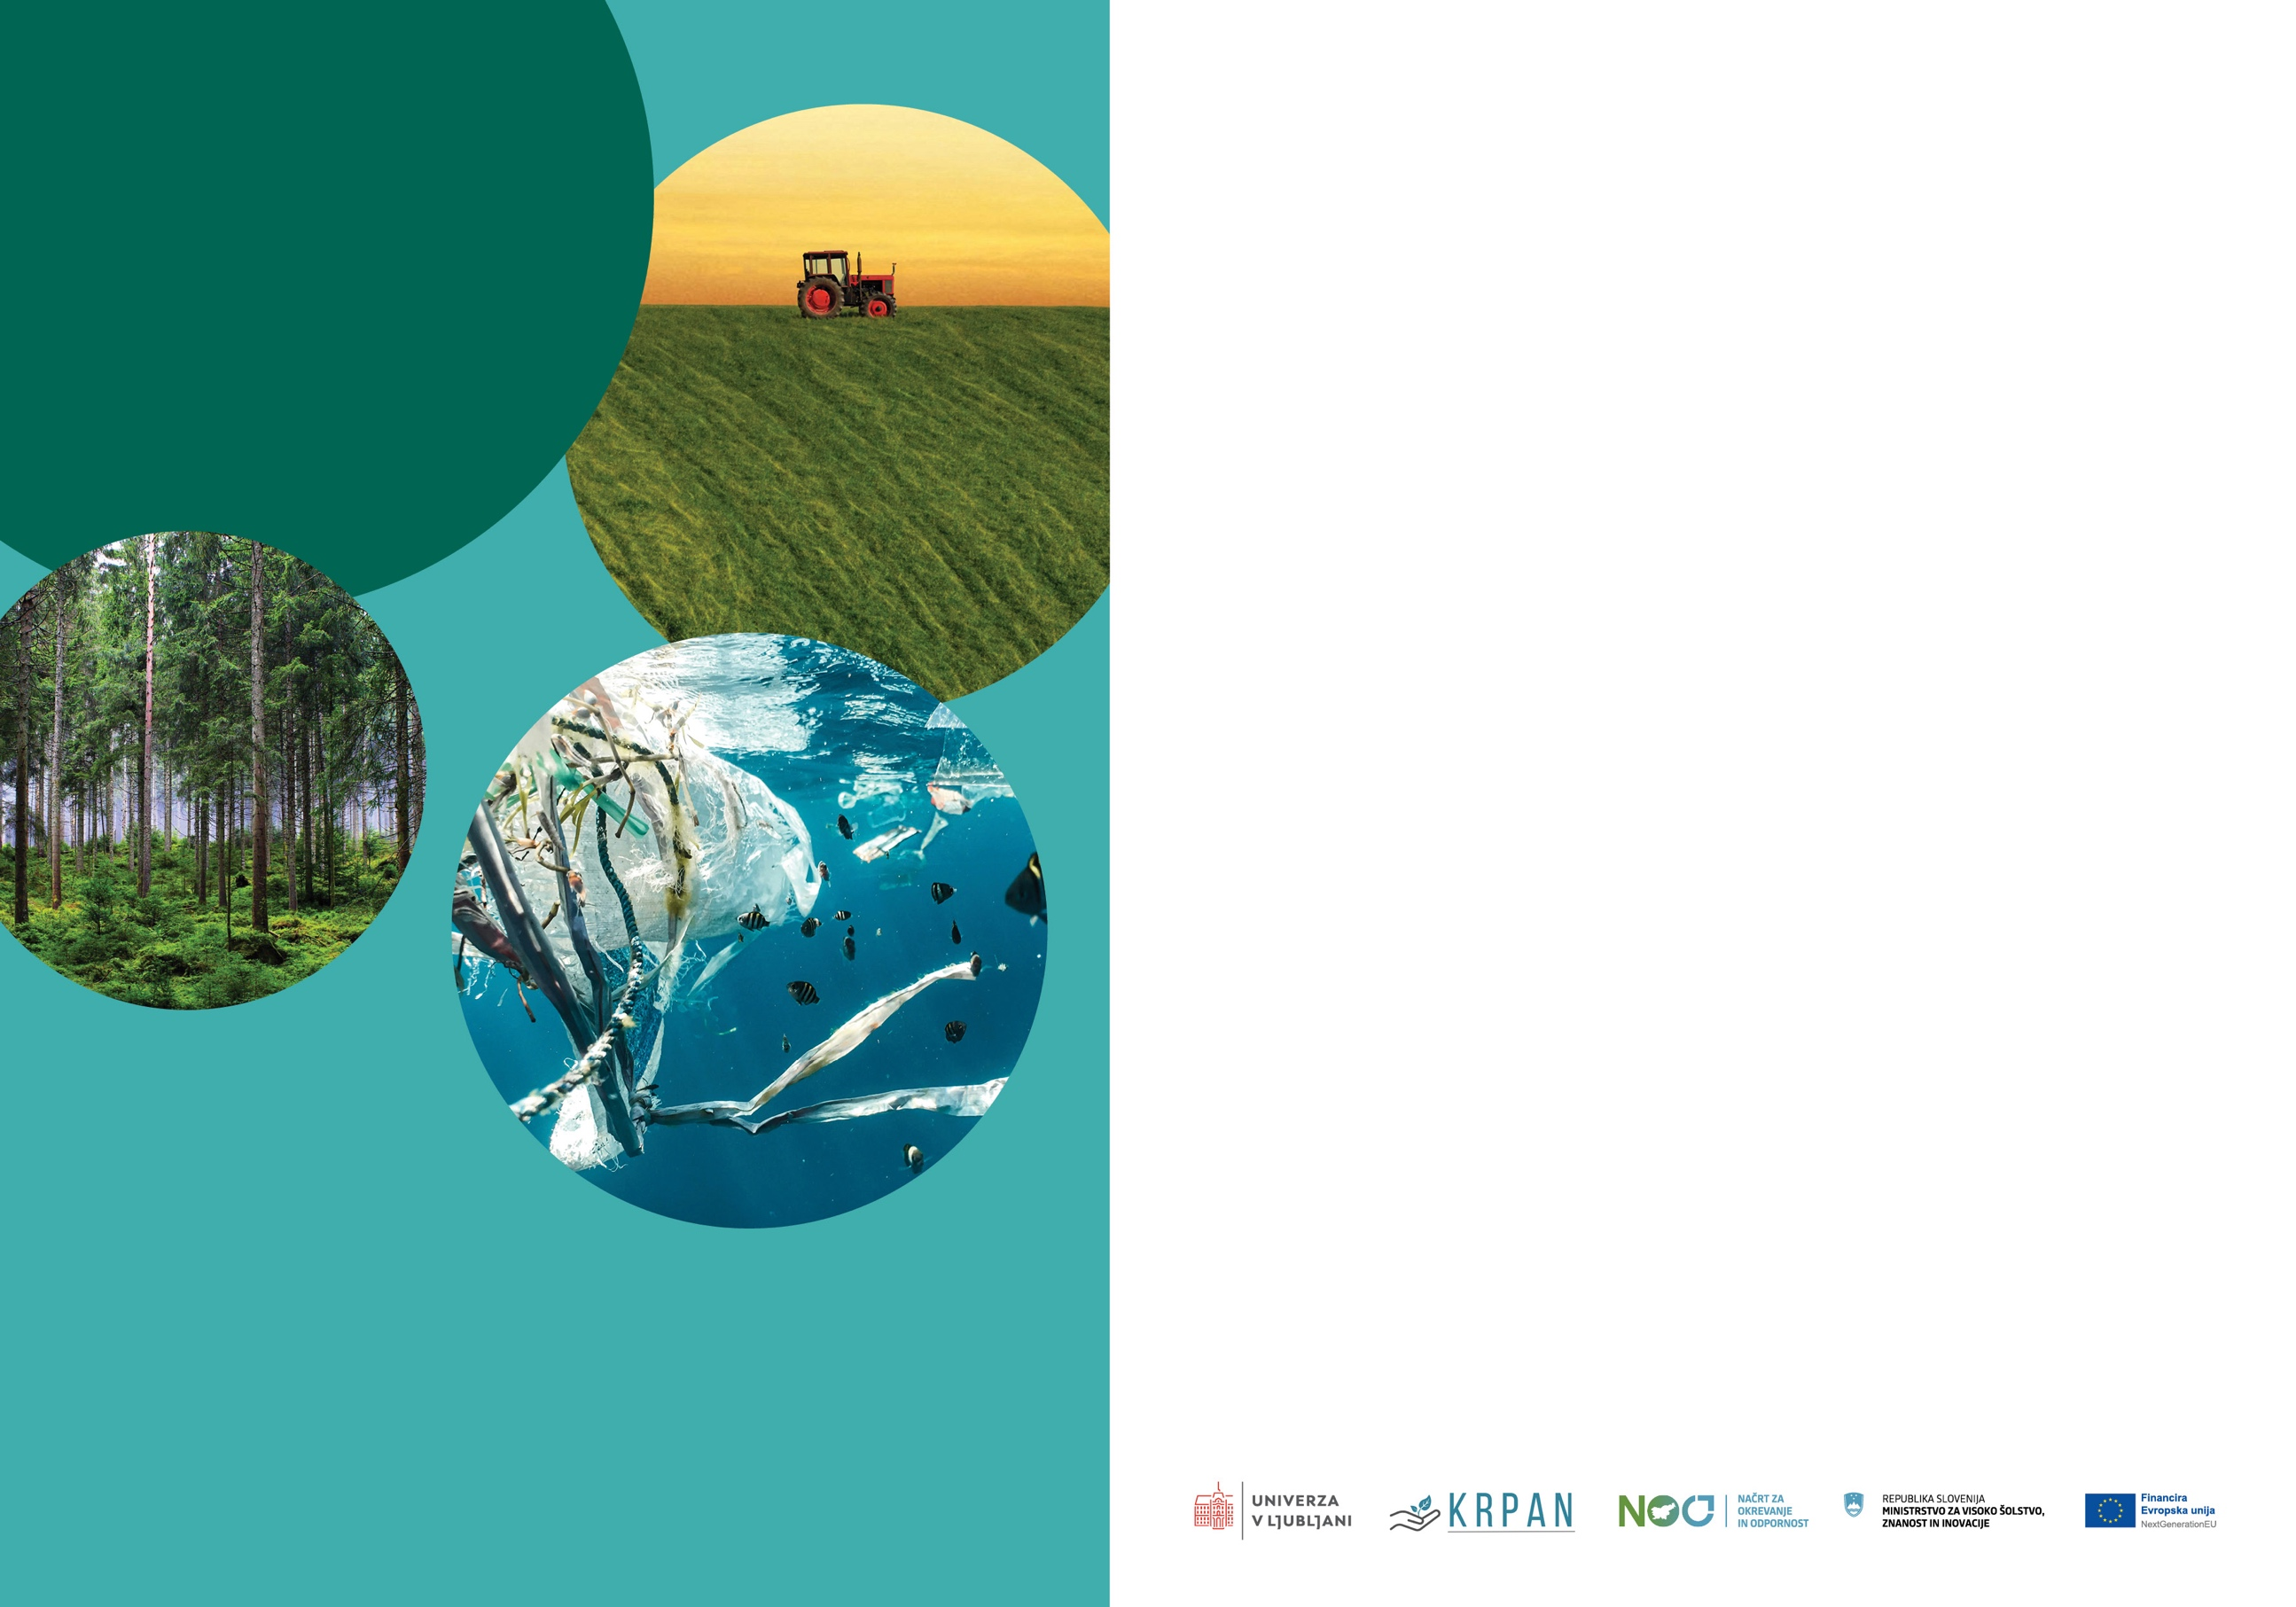 UNIVERZA
V LJUBLJANI
KRPAN
NOO
NAČRT ZA
OKREVANJE
IN ODPORNOST
REPUBLIKA SLOVENIJA
MINISTRSTVO ZA VISOKO ŠOLSTVO,
ZNANOST IN INOVACIJE
Financira
Evropska unija
NextGenerationEU